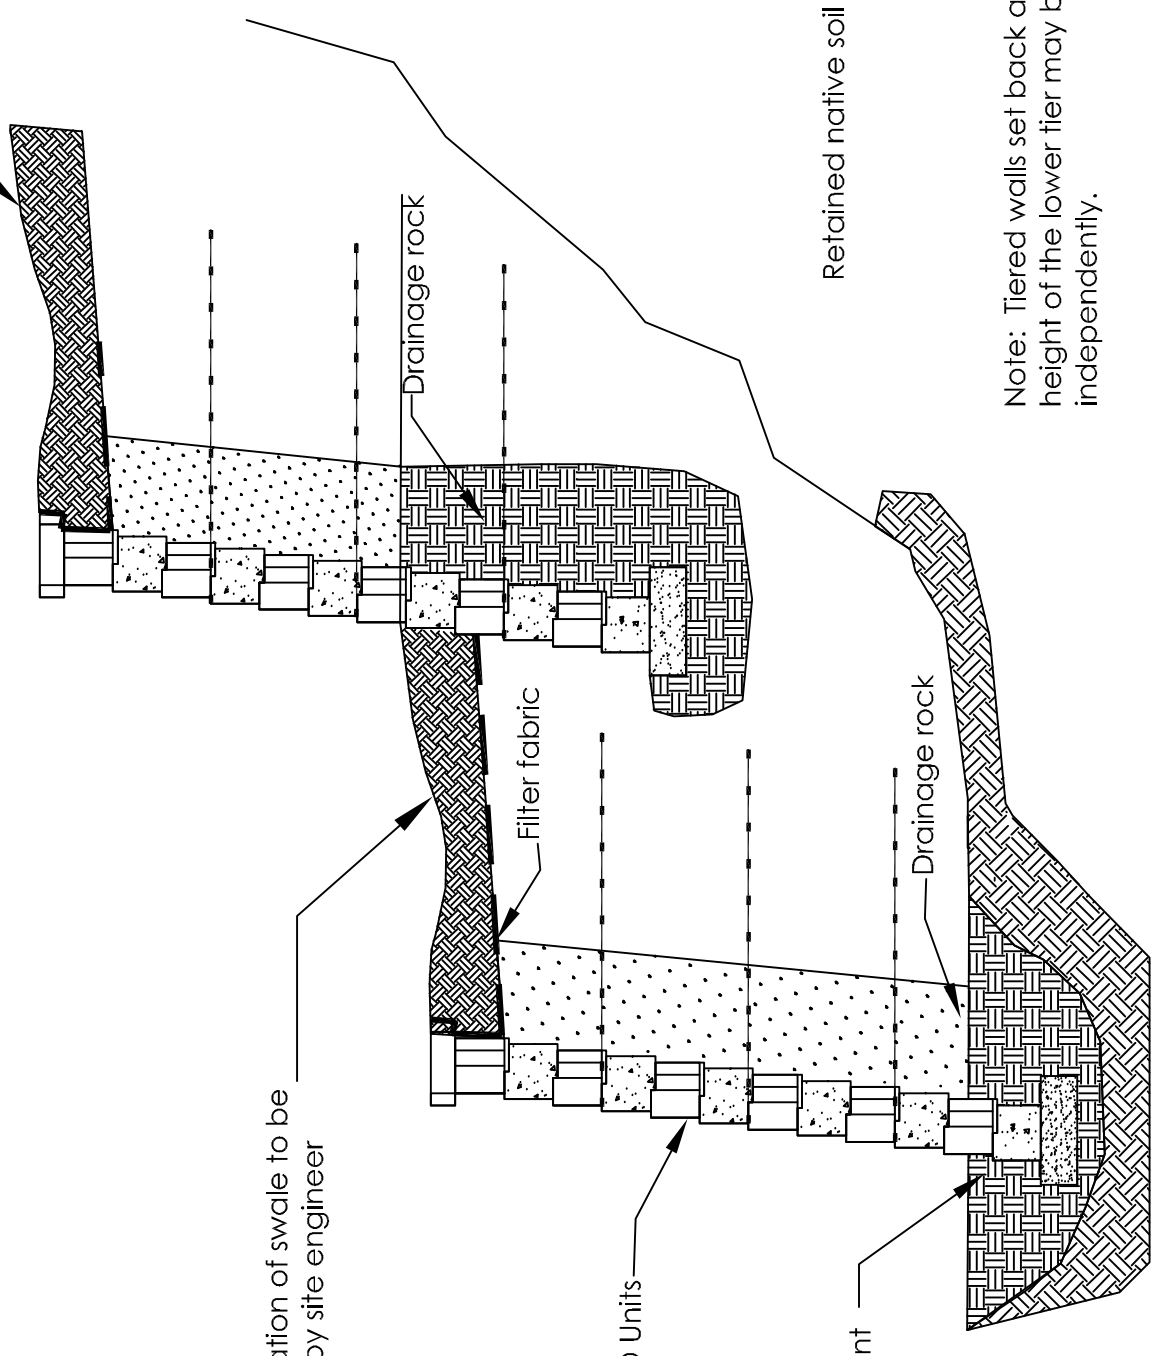 ation of swale to be
by site engineer
Units
Filter fabric
Drainage rock
Drainage rock
Retained native soil
Note: Tiered walls set back a
height of the lower tier may b
independently.